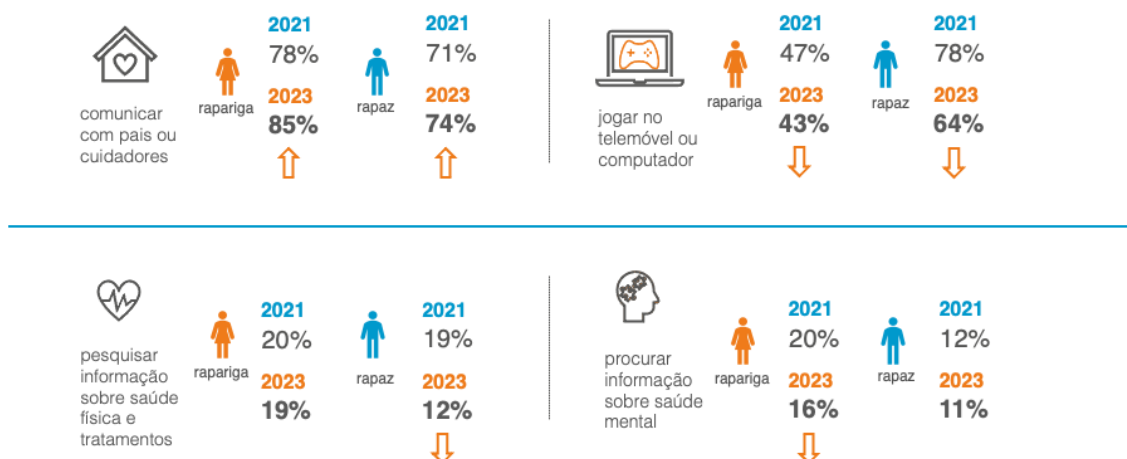 comunicar
com pais ou
cuidadores
rapariga
2021
78%
2023
85%
rapaz
2021
71%
2023
74%
jogar no
telemóvel ou
computador
rapariga
2021
47%
2023
43%
rapaz
2021
78%
2023
64%
pesquisar
informação
sobre saúde
física e
tratamentos
rapariga
2021
20%
2023
19%
rapaz
2021
19%
2023
12%
procurar
informação
sobre saúde
mental
rapariga
2021
20%
2023
16%
rapaz
2021
12%
2023
11%